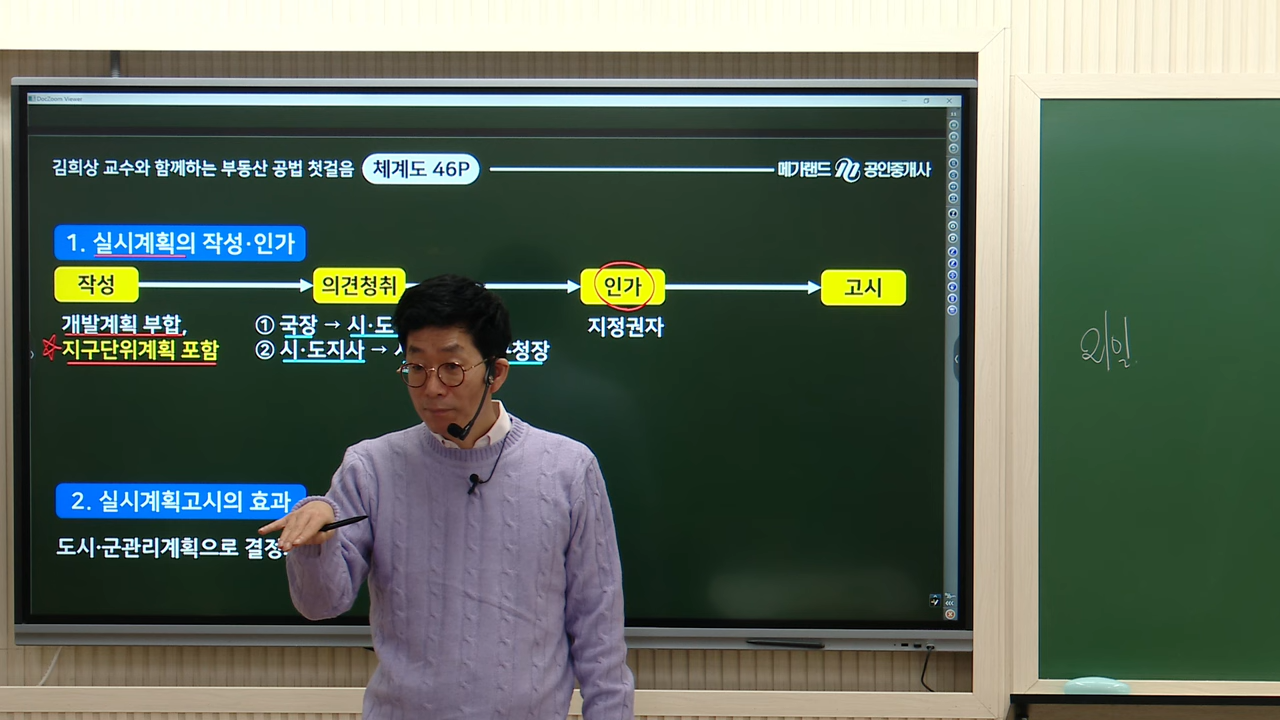 DocZoom Viewer
김희상 교수와 함께하는 부동산 공법 첫걸음 체계도 46P 메가랜드 공인중개사
1. 실시계획의 작성·인가
작성 의견청취 인가 고시
개발계획 부합, ① 국장 → 시·도 지정권자
지구단위계획 포함 ② 시·도지사 → 청장
2. 실시계획고시의 효과
도시·군관리계획으로 결정